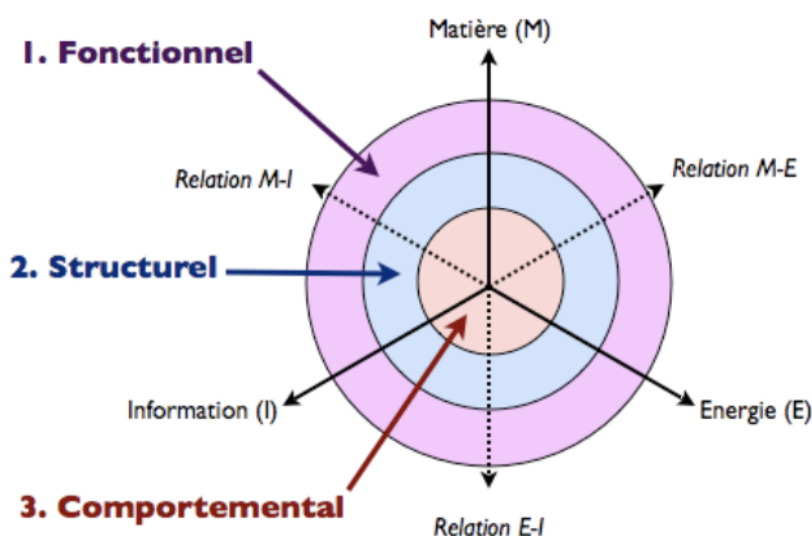 Matière (M)
1. Fonctionnel
Relation M-I
Relation M-E
2. Structurel
Information (I)
Energie (E)
3. Comportemental
Relation E-I